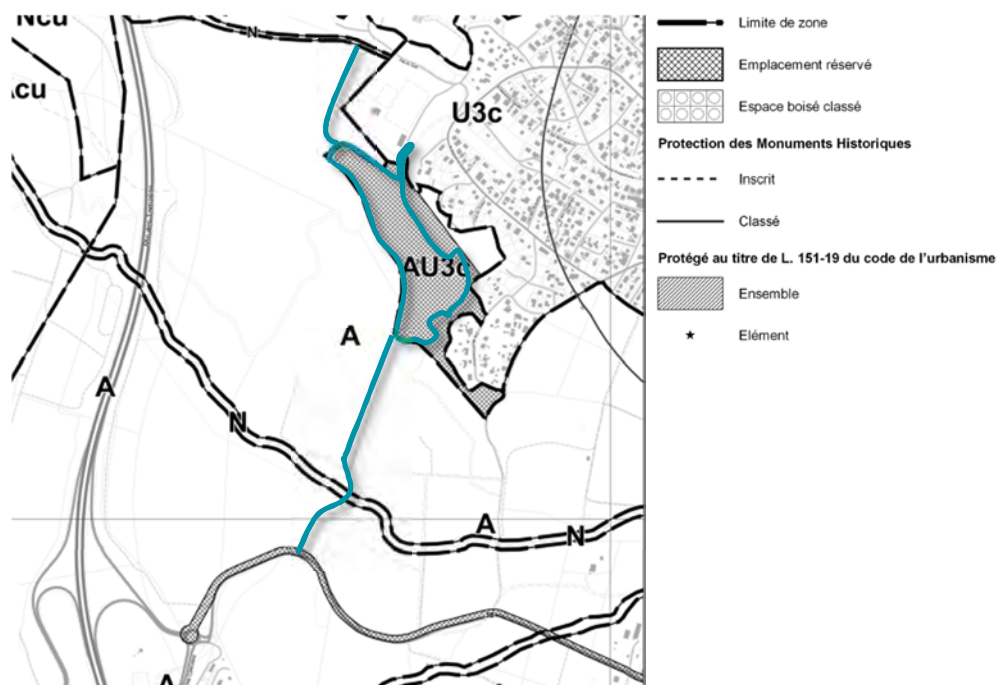 Ncu
N
Acu
U3c
AU3c
A
A
N
A
N
A
Limite de zone
Emplacement réservé
Espace boisé classé
Protection des Monuments Historiques
Inscrit
Classé
Protégé au titre de L. 151-19 du code de l'urbanisme
Ensemble
Elément